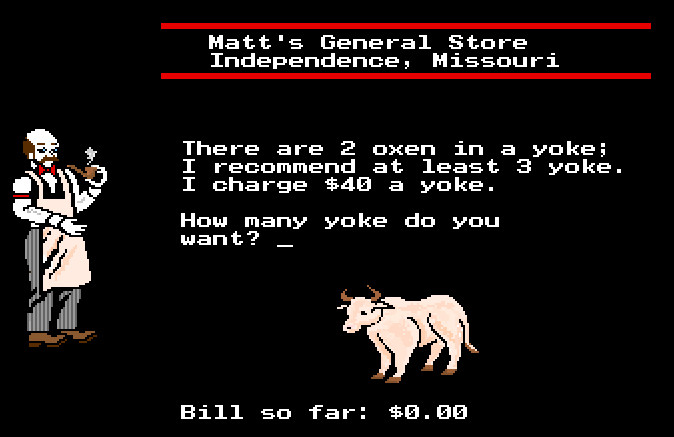 Matt's General Store
Independence, Missouri
There are 2 oxen in a yoke;
I recommend at least 3 yoke.
I charge $40 a yoke.
How many yoke do you
want? _
Bill so far: $0.00